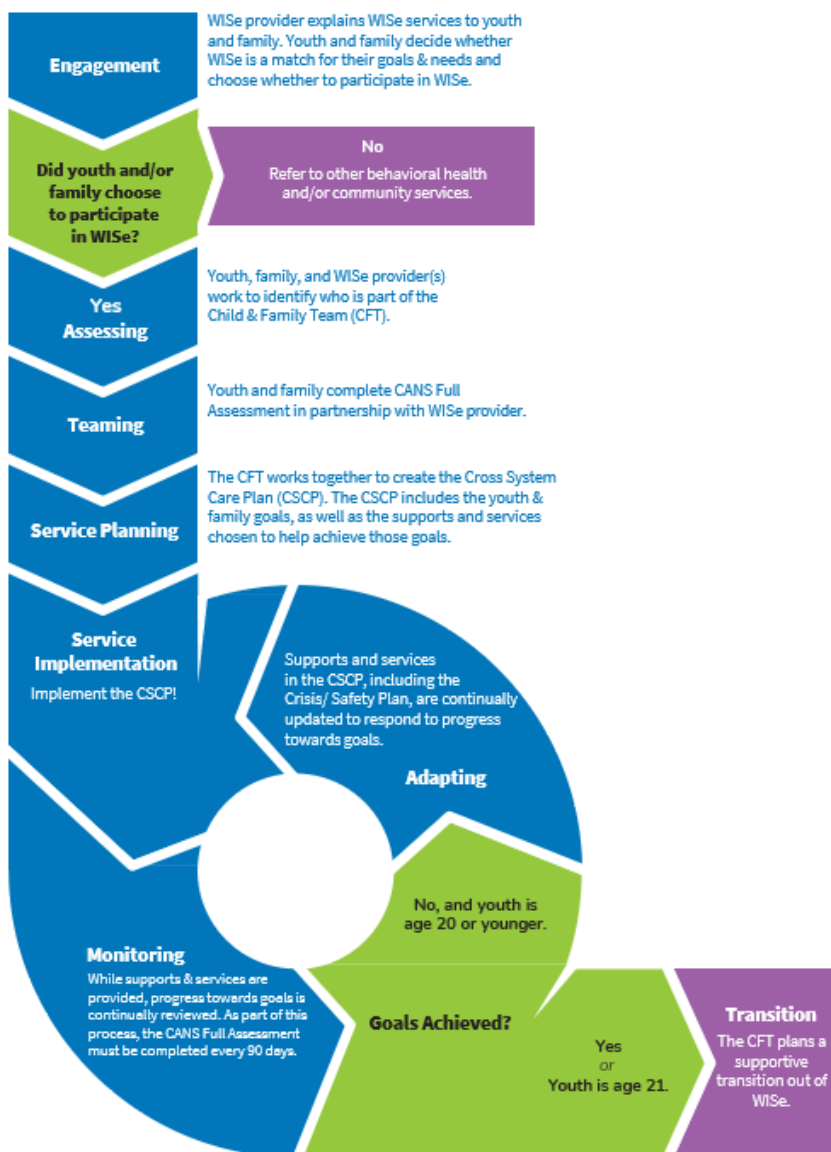 Engagement
WISe provider explains WISe services to youth
and family. Youth and family decide whether
WISe is a match for their goals & needs and
choose whether to participate in WISe.
Did youth and/or
family choose
to participate
in WISe?
No
Refer to other behavioral health
and/or community services.
Yes
Assessing
Youth, family, and WISe provider(s)
work to identify who is part of the
Child & Family Team (CFT).
Teaming
Youth and family complete CANS Full
Assessment in partnership with WISe provider.
Service Planning
The CFT works together to create the Cross System
Care Plan (CSCP). The CSCP includes the youth &
family goals, as well as the supports and services
chosen to help achieve those goals.
Service
Implementation
Implement the CSCP!
Supports and services
in the CSCP, including the
Crisis/ Safety Plan, are continually
updated to respond to progress
towards goals.
Adapting
No, and youth is
age 20 or younger.
Monitoring
While supports & services are
provided, progress towards goals is
continually reviewed. As part of this
process, the CANS Full Assessment
must be completed every 90 days.
Goals Achieved?
Yes
or
Youth is age 21.
Transition
The CFT plans a
supportive
transition out of
WISe.